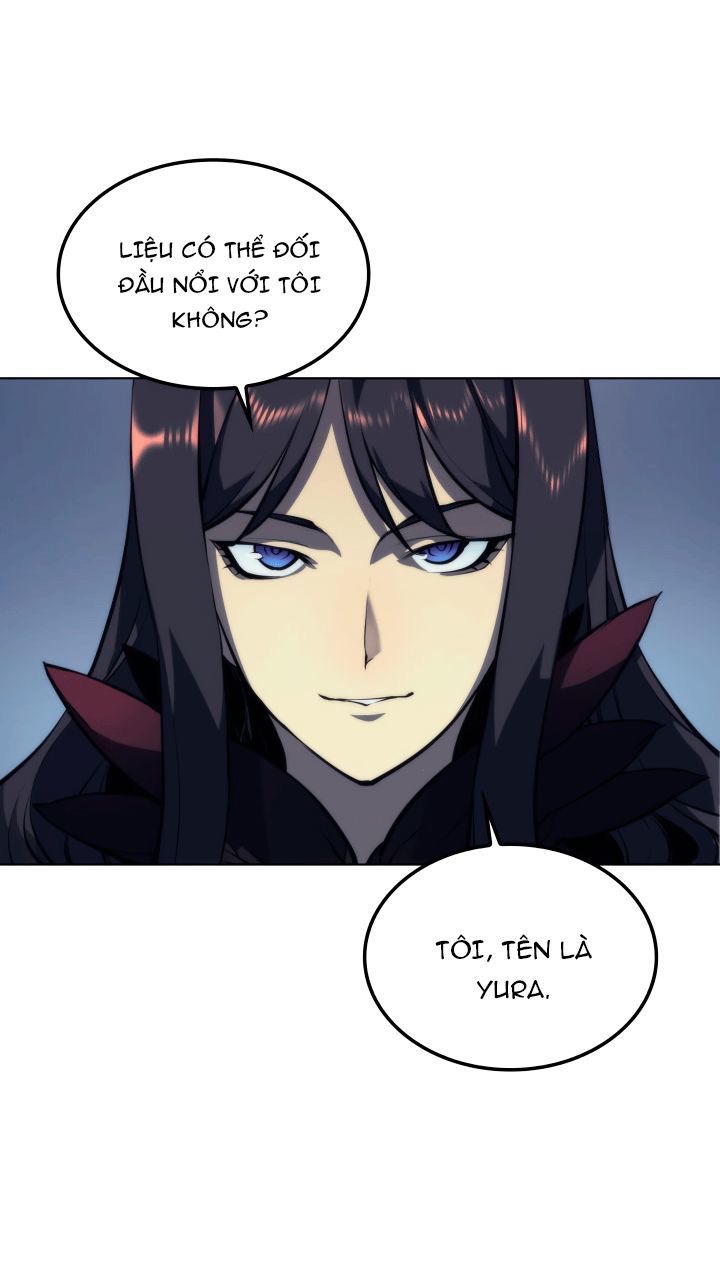 LIỆU CÓ THỂ ĐỐI
ĐẦU NỔI VỚI TÔI
KHÔNG?
TÔI, TÊN LÀ
YURA.